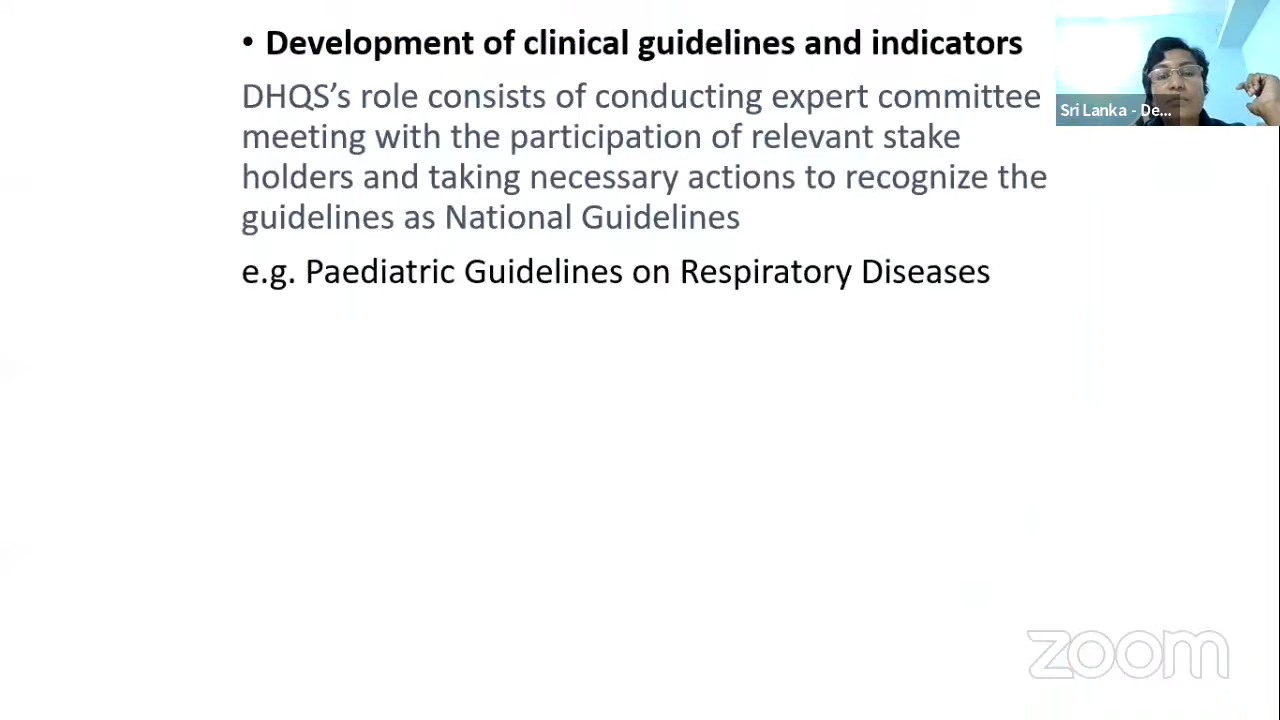 • Development of clinical guidelines and indicators
DHQS’s role consists of conducting expert committee
meeting with the participation of relevant stake
holders and taking necessary actions to recognize the
guidelines as National Guidelines
e.g. Paediatric Guidelines on Respiratory Diseases
Sri Lanka - De...
zoom